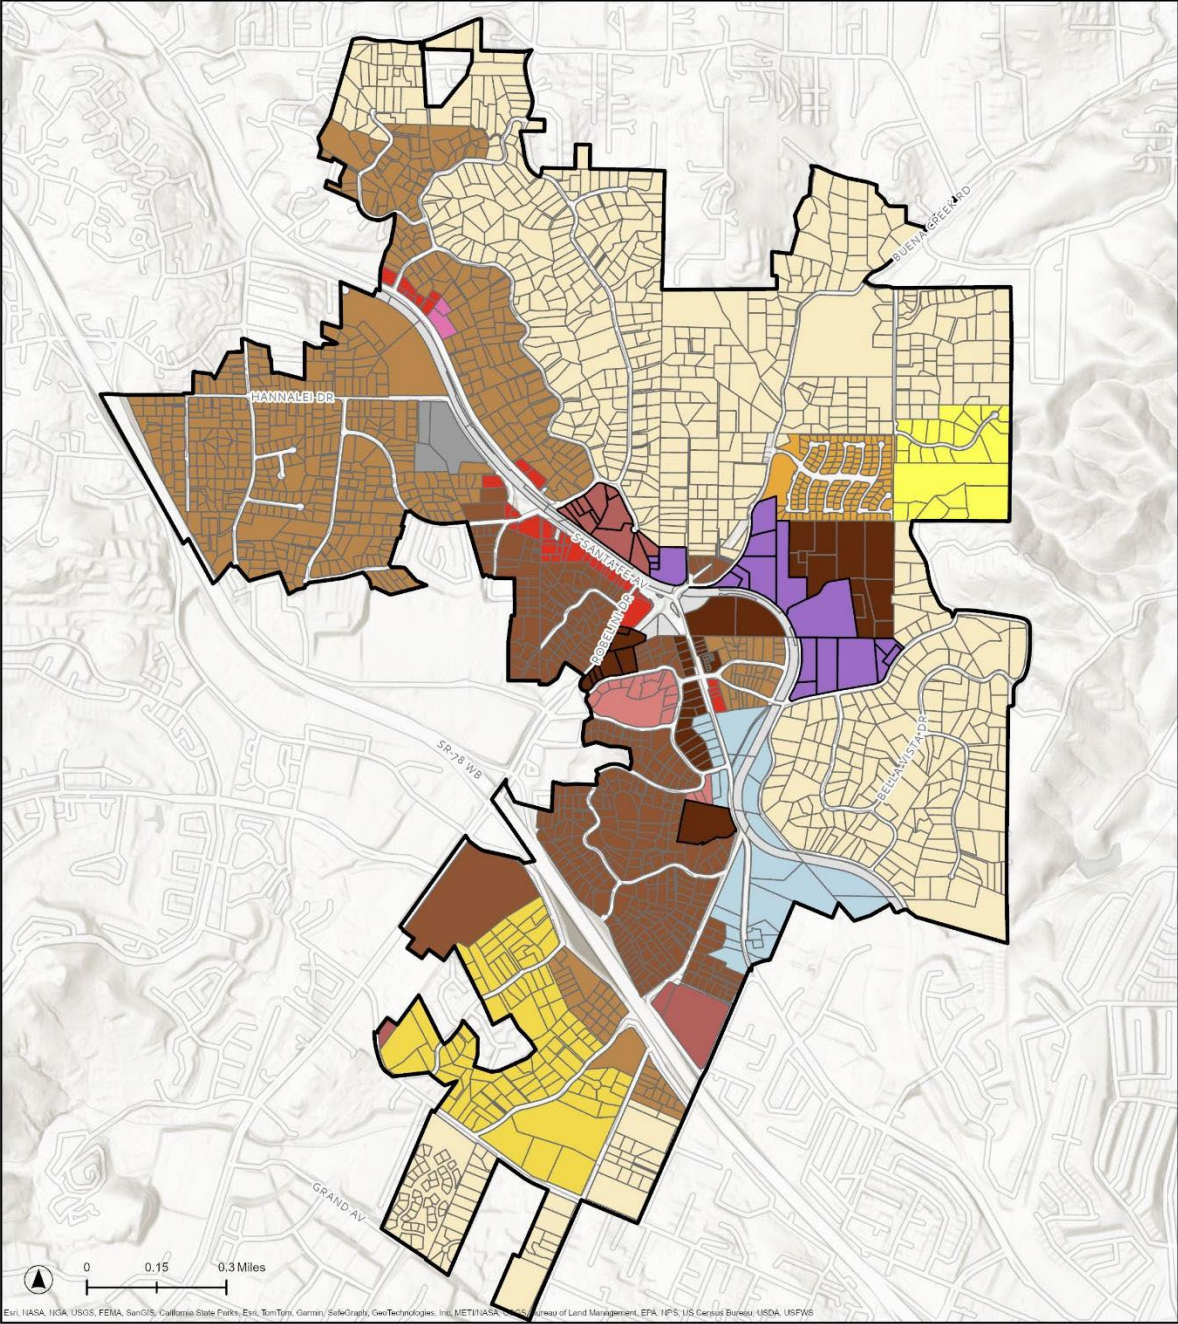 BUENA CREEK RD
HANNALEI DR
S SANTA FE AV
ROBELINI DR
BELLA VISTA DR
SR-78 WB
GRAND AV
0 0.15 0.3 Miles
Esri, NASA, NGA, USGS, FEMA, SanGIS, California State Parks, Esri, TomTom, Garmin, SafeGraph, GeoTechnologies, Inc, METI/NASA, USGS, Bureau of Land Management, EPA, NPS, US Census Bureau, USDA, USFWS